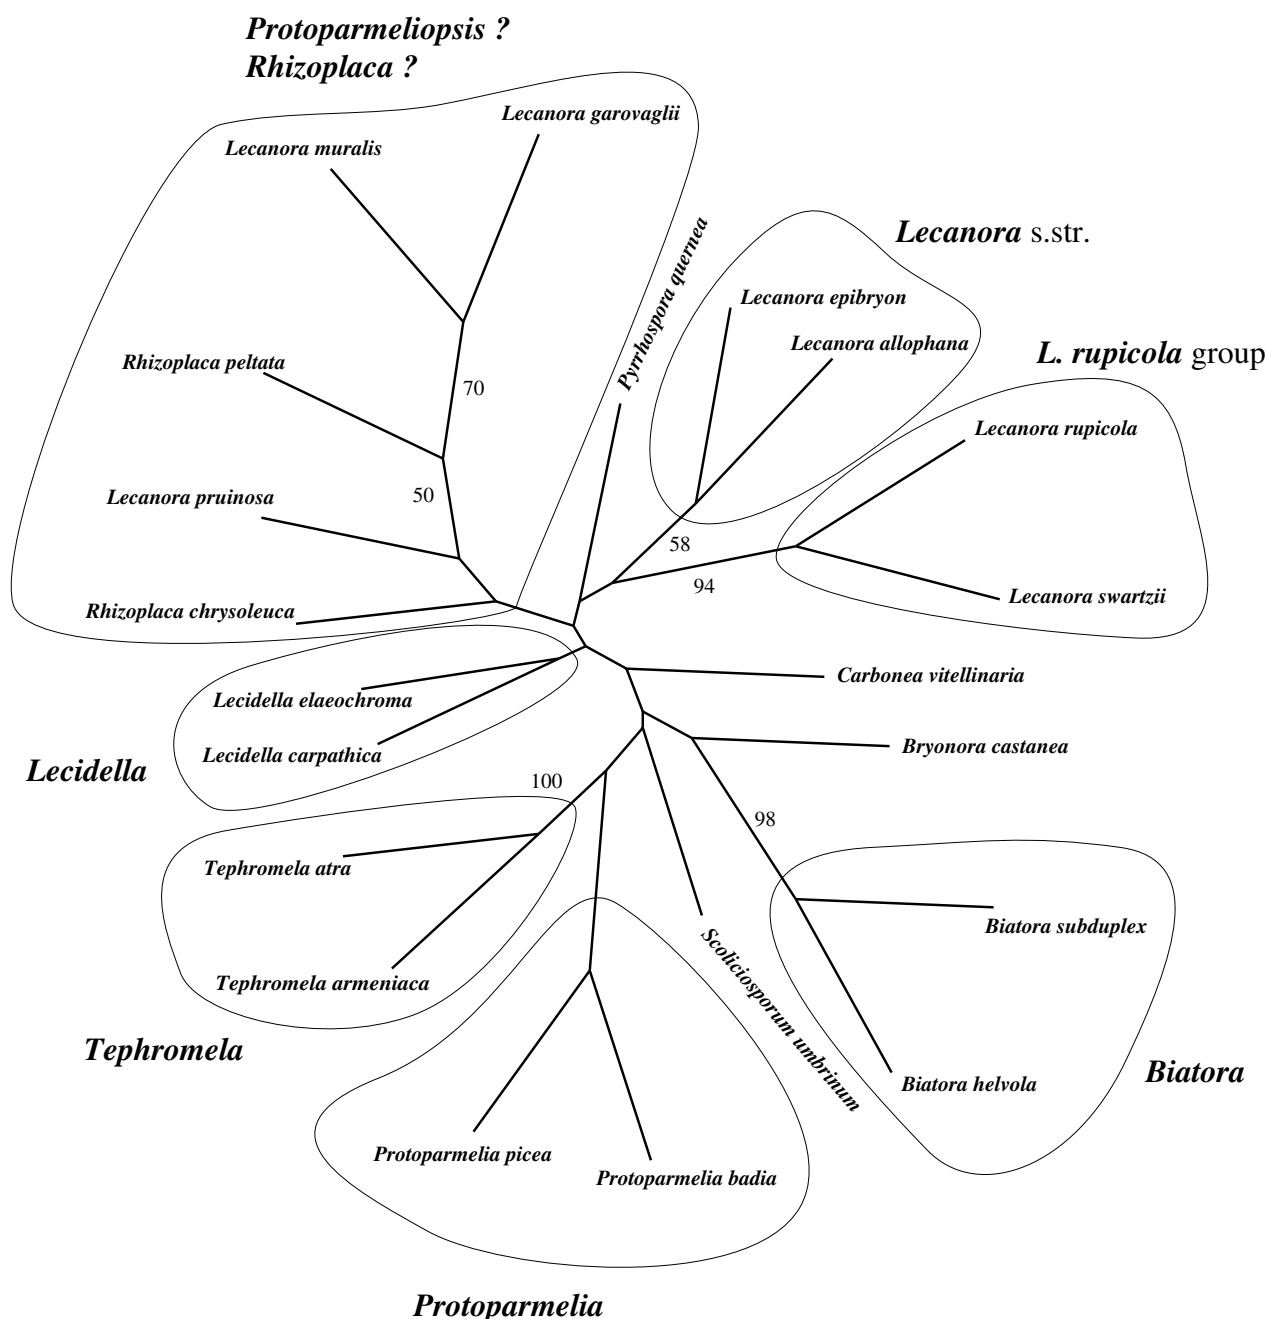 Protoparmeliopsis ?
Rhizoplaca ?
Lecanora garovaglii
Lecanora muralis
Pyrrhospora quernea
Lecanora s.str.
Lecanora epibryon
Lecanora allophana
L. rupicola group
Rhizoplaca peltata
70
Lecanora rupicola
Lecanora pruinosa
50
58
94
Lecanora swartzii
Rhizoplaca chrysoleuca
Carbonea vitellinaria
Lecidella elaeochroma
Bryonora castanea
Lecidella carpathica
Lecidella
100
98
Tephromela atra
Biatora subduplex
Scoliciosporum umbrinum
Tephromela armeniaca
Tephromela
Biatora
Biatora helvola
Protoparmelia picea
Protoparmelia badia
Protoparmelia